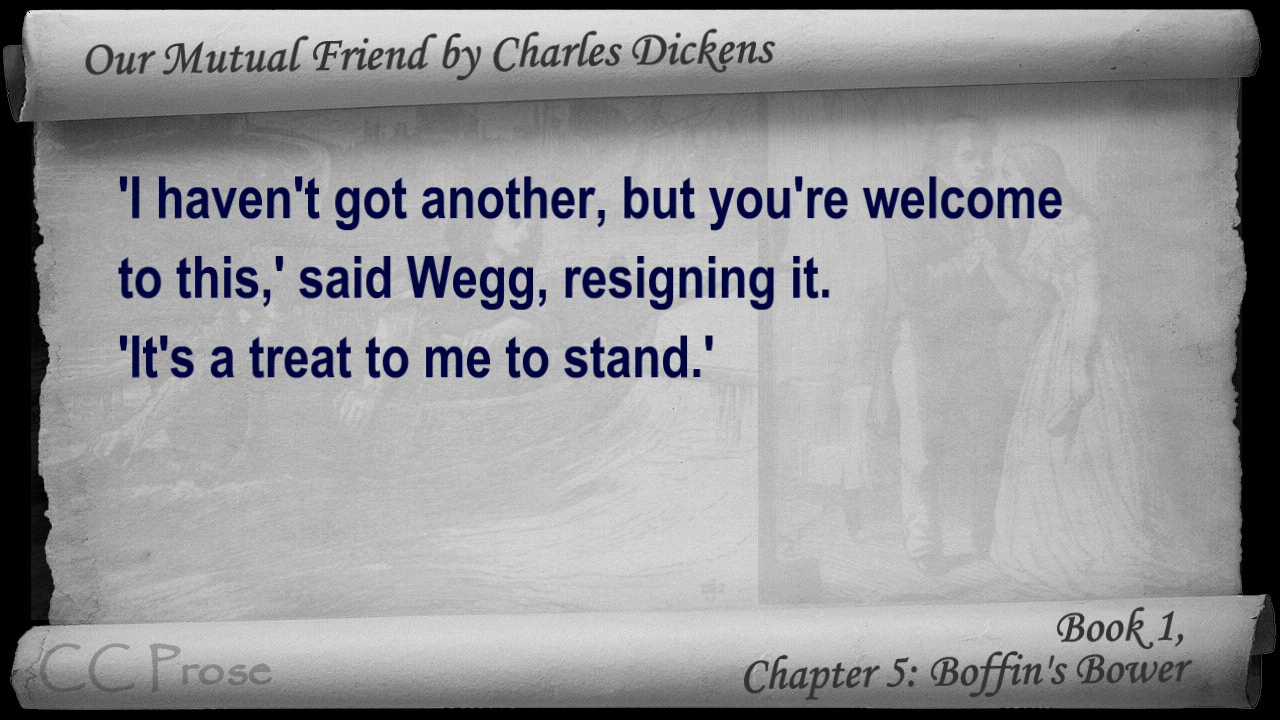 Our Mutual Friend by Charles Dickens
'I haven't got another, but you're welcome
to this,' said Wegg, resigning it.
'It's a treat to me to stand.'
CC Prose
Book 1,
Chapter 5: Boffin's Bower